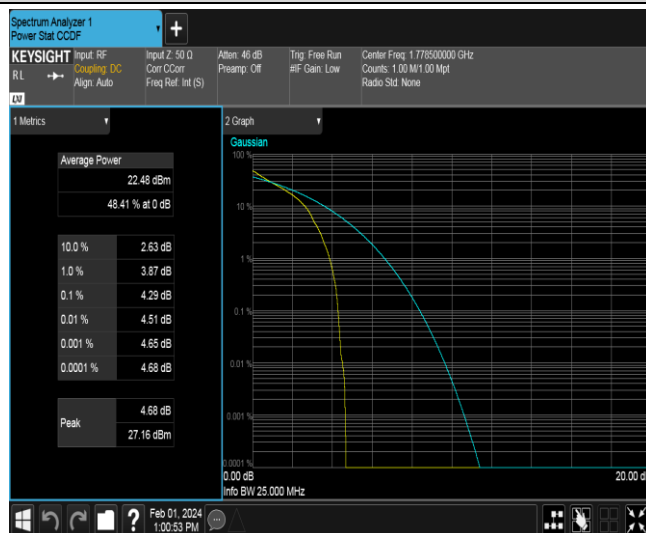 Spectrum Analyzer 1
Power Stat CCDF
KEYSIGHT
RL
LXI
Input: RF
Coupling: DC
Align: Auto
Input Z: 50 Ω
Corr CCorr
Freq Ref: Int (S)
Atten: 46 dB
Preamp: Off
Trig: Free Run
#IF Gain: Low
Center Freq: 1.778500000 GHz
Counts: 1.00 M/1.00 Mpt
Radio Std: None
1 Metrics
Average Power
22.48 dBm
48.41 % at 0 dB
10.0 % 2.63 dB
1.0 % 3.87 dB
0.1 % 4.29 dB
0.01 % 4.51 dB
0.001 % 4.65 dB
0.0001 % 4.68 dB
Peak
4.68 dB
27.16 dBm
2 Graph
Gaussian
100 %
10 %
1 %
0.1 %
0.01 %
0.001 %
0.0001 %
0.00 dB
20.00 d
Info BW 25.000 MHz
?
Feb 01, 2024
1:00:53 PM